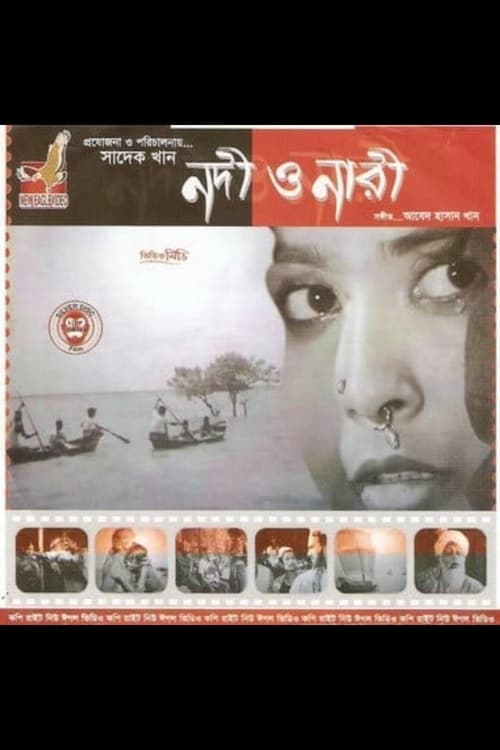 প্রযোজনা ও পরিচালনায়...
সাদেক খান
নদী ও নারী
সঙ্গীত...আবেদ হাসান খান
NEW EAGLE VIDEO
ভিডিও সিডি
SILVER DISC
Film
কপি রাইট নিউ ঈগল ভিডিও কপি রাইট নিউ ঈগল ভিডিও কপি রাইট নিউ ঈগল ভিডিও কপি রাইট নিউ ঈগল ভিডিও কপি রাইট নিউ ঈগল ভিডিও